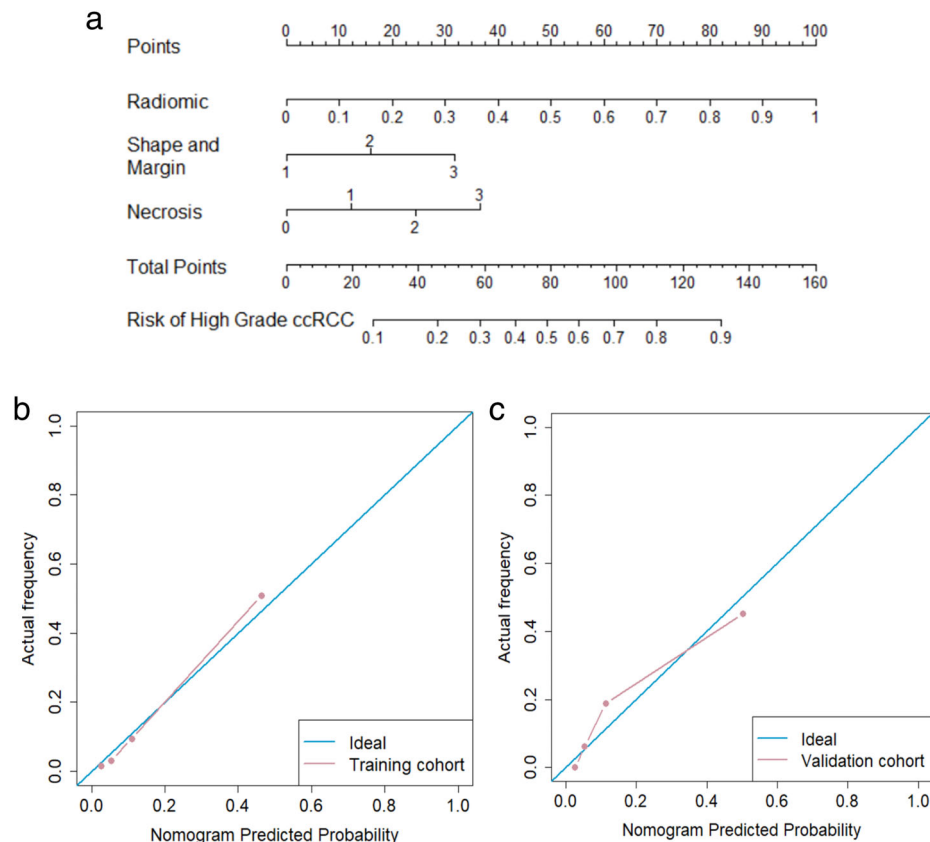 a
Points
0 10 20 30 40 50 60 70 80 90 100
Radiomic
0 0.1 0.2 0.3 0.4 0.5 0.6 0.7 0.8 0.9 1
Shape and
Margin
2
1 3
Necrosis
1 3
0 2
Total Points
0 20 40 60 80 100 120 140 160
Risk of High Grade ccRCC
0.1 0.2 0.3 0.4 0.5 0.6 0.7 0.8 0.9
b
Actual frequency
1.0
0.8
0.6
0.4
0.2
0.0
Ideal
Training cohort
0.0 0.2 0.4 0.6 0.8 1.0
Nomogram Predicted Probability
c
Actual frequency
1.0
0.8
0.6
0.4
0.2
0.0
Ideal
Validation cohort
0.0 0.2 0.4 0.6 0.8 1.0
Nomogram Predicted Probability